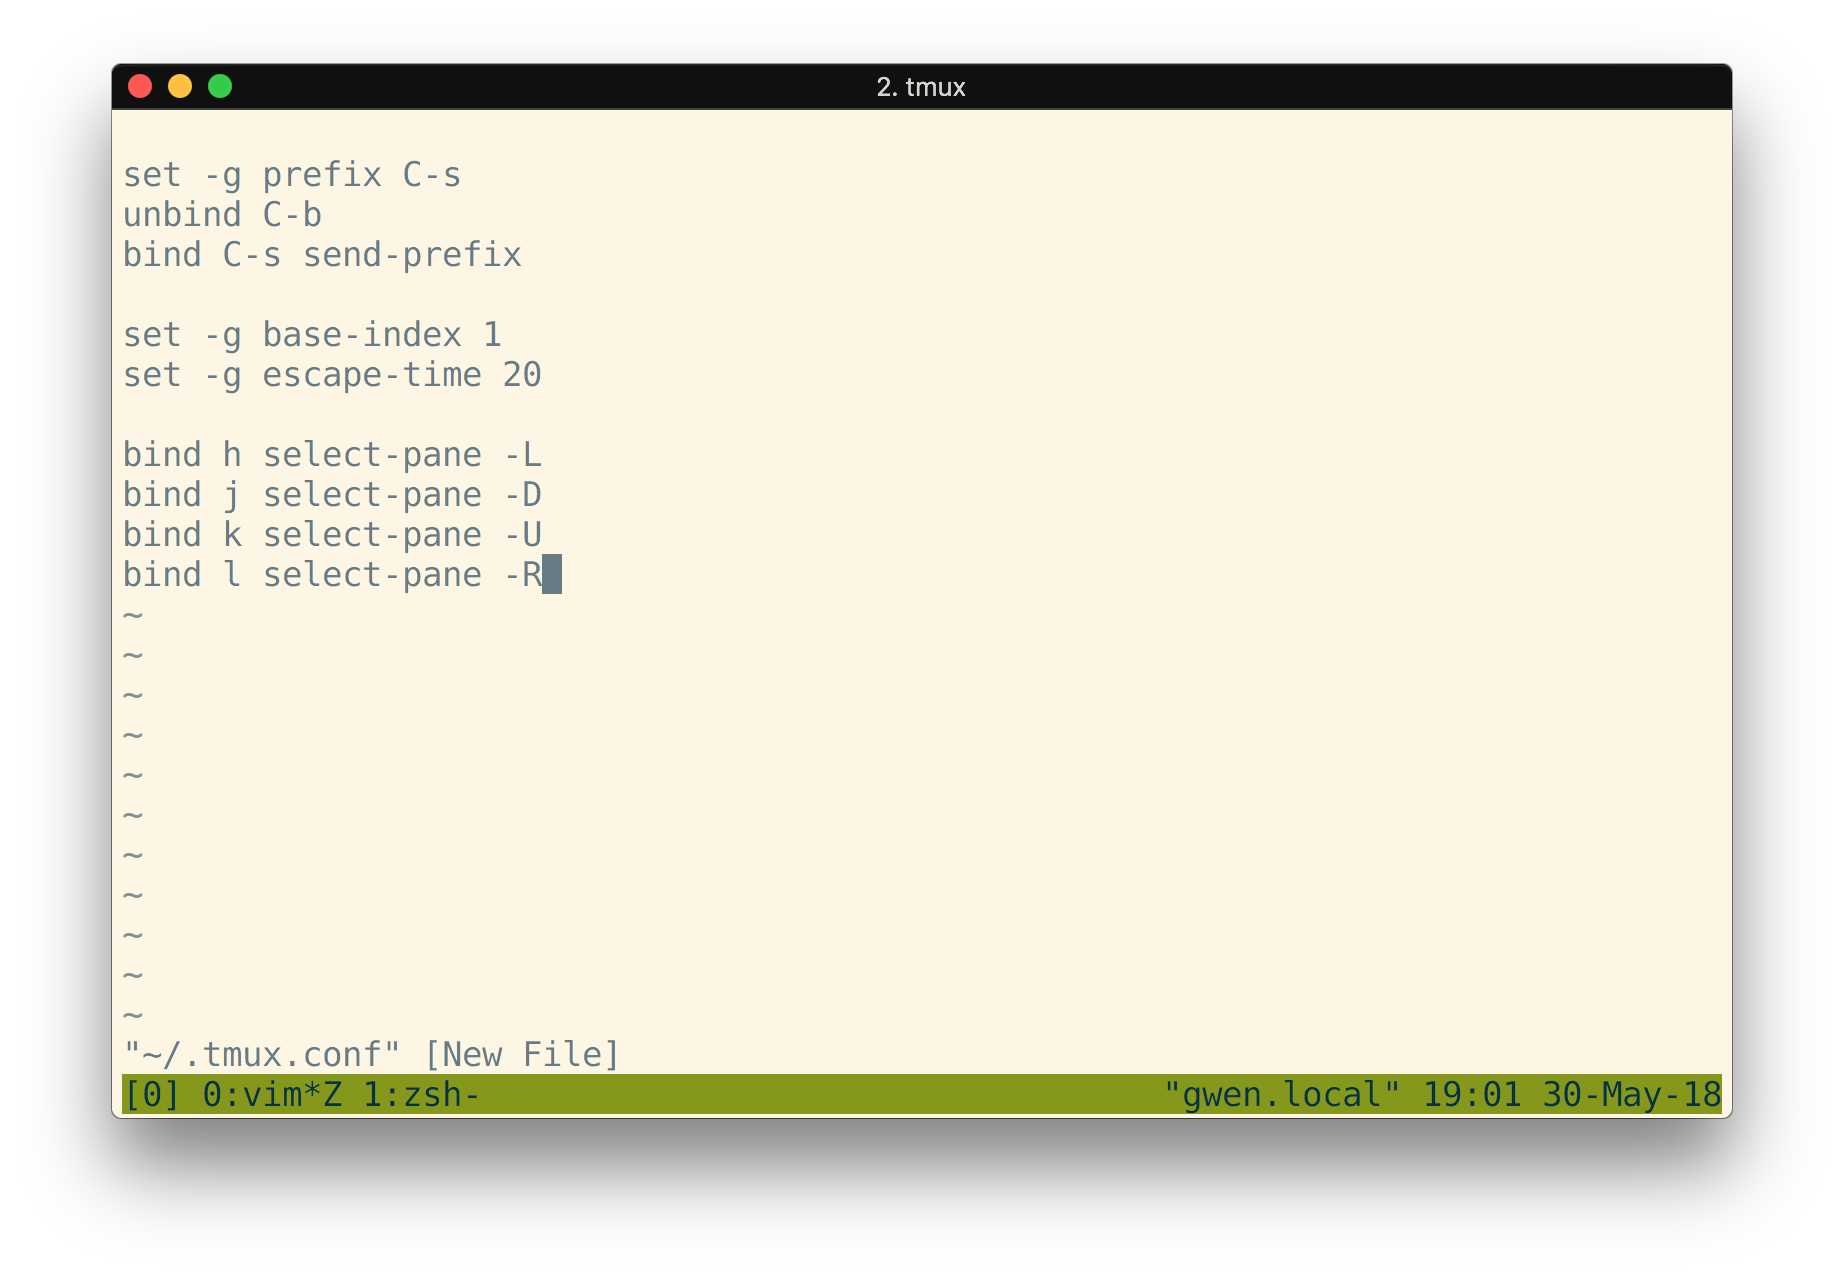 2. tmux
set -g prefix C-s
unbind C-b
bind C-s send-prefix
set -g base-index 1
set -g escape-time 20
bind h select-pane -L
bind j select-pane -D
bind k select-pane -U
bind l select-pane -R
~
~
~
~
~
~
~
~
~
~
~
"~/.tmux.conf" [New File]
[0] 0:vim*Z 1:zsh- "gwen.local" 19:01 30-May-18